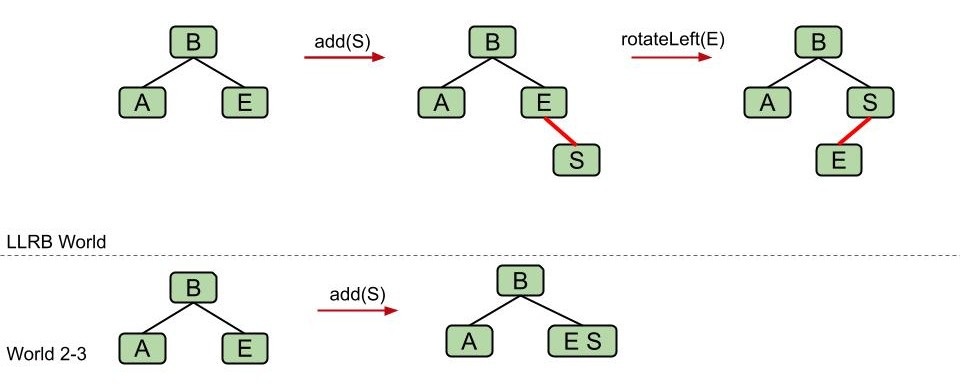 B
A E
add(S)
B
A E
S
rotateLeft(E)
B
A S
E
LLRB World
B
A E
add(S)
B
A E S
World 2-3